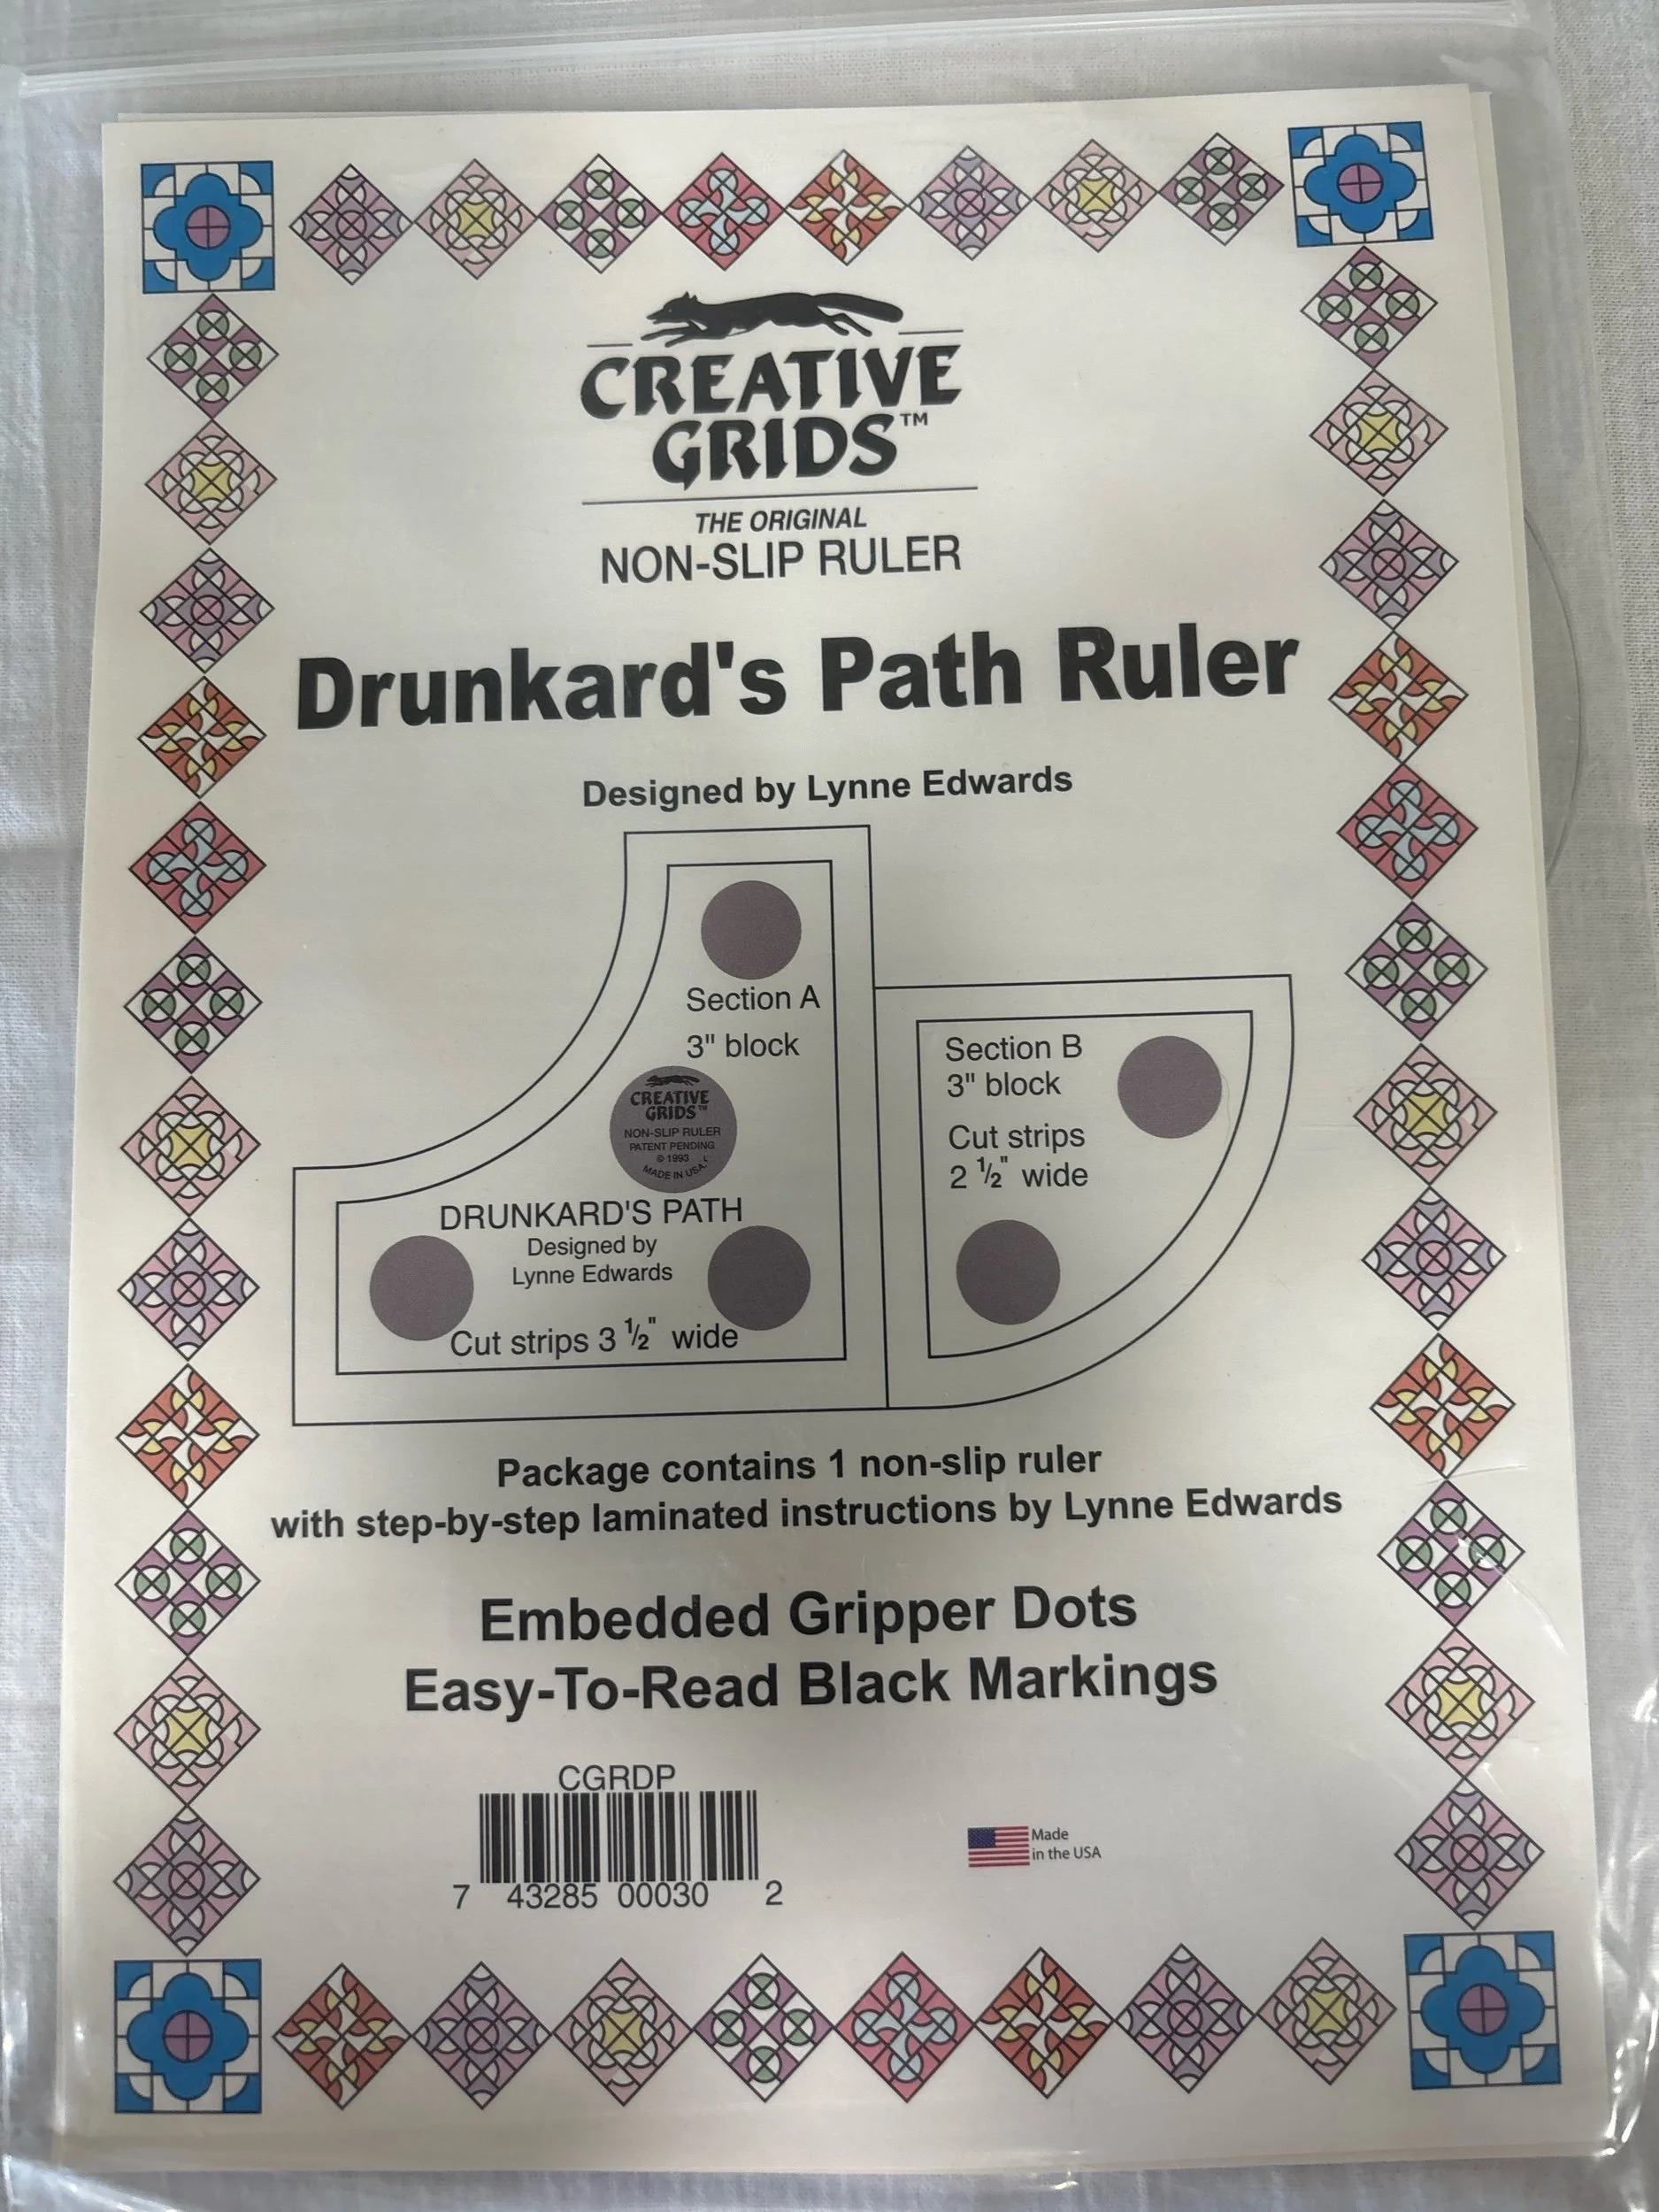 CREATIVE
GRIDS™
THE ORIGINAL
NON-SLIP RULER
Drunkard's Path Ruler
Designed by Lynne Edwards
Section A
3" block
CREATIVE
GRIDS™
NON-SLIP RULER
PATENT PENDING
© 1993
MADE IN USA
DRUNKARD'S PATH
Designed by
Lynne Edwards
Cut strips 3 ½" wide
Section B
3" block
Cut strips
2 ½" wide
Package contains 1 non-slip ruler
with step-by-step laminated instructions by Lynne Edwards
Embedded Gripper Dots
Easy-To-Read Black Markings
CGRDP
7 43285 00030 2
Made
in the USA